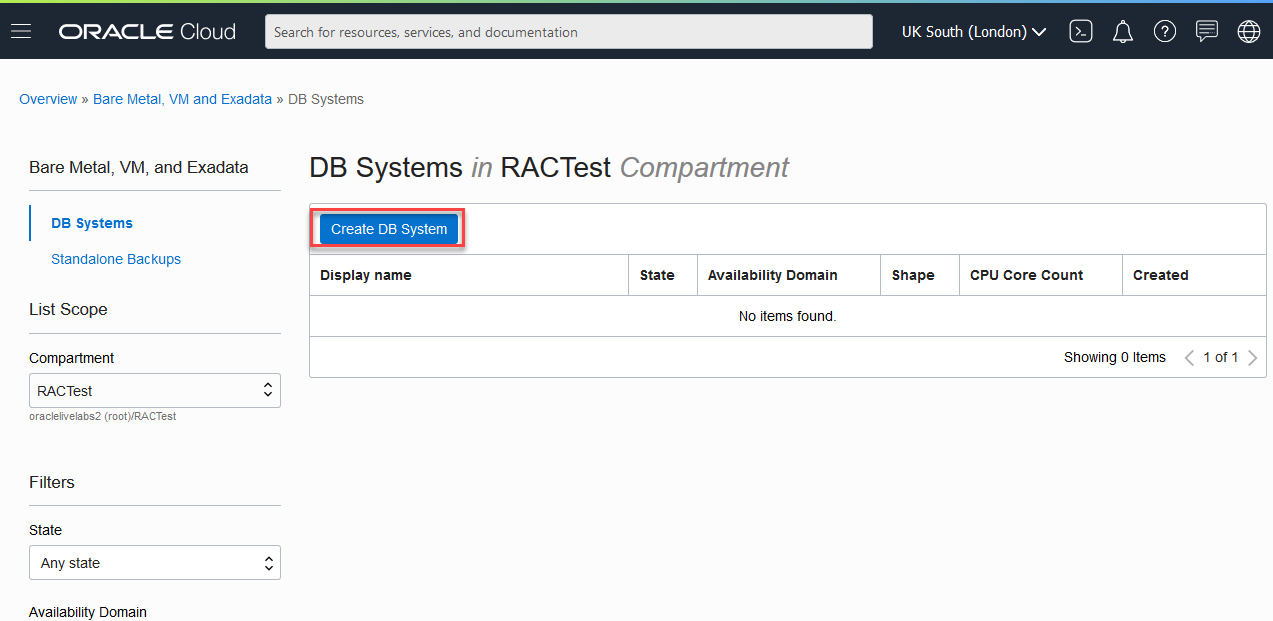 ORACLE Cloud
Search for resources, services, and documentation
UK South (London)
Overview » Bare Metal, VM and Exadata » DB Systems
Bare Metal, VM, and Exadata
DB Systems
Standalone Backups
List Scope
Compartment
RACTest
oraclelivelabs2 (root)/RACTest
Filters
State
Any state
Availability Domain
DB Systems in RACTest Compartment
Create DB System
Display name State Availability Domain Shape CPU Core Count Created
No items found.
Showing 0 Items 1 of 1